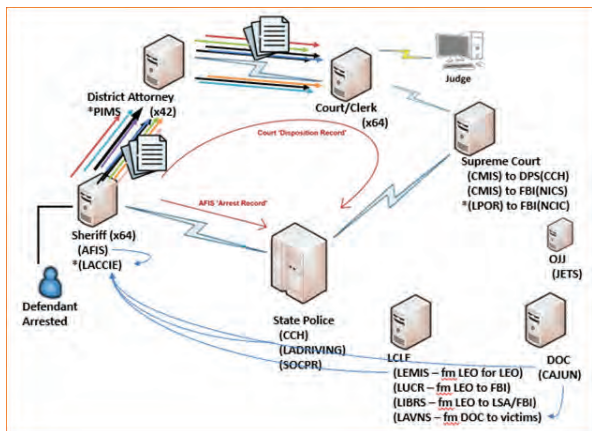 District Attorney
*PIMS (x42)
Court/Clerk
(x64)
Judge
Court 'Disposition Record'
Supreme Court
(CMIS) to DPS(CCH)
(CMIS) to FBI(NICS)
*(LPOR) to FBI(NCIC)
AFIS 'Arrest Record'
Sheriff (x64)
(AFIS)
*(LACCIE)
OJJ
(JETS)
Defendant
Arrested
State Police
(CCH)
(LADRIVING)
(SOCPR)
LCLE
(LEMIS – fm LEO for LEO)
(LUCR – fm LEO to FBI)
(LIBRS – fm LEO to LSA/FBI)
(LAVNS – fm DOC to victims)
DOC
(CAJUN)